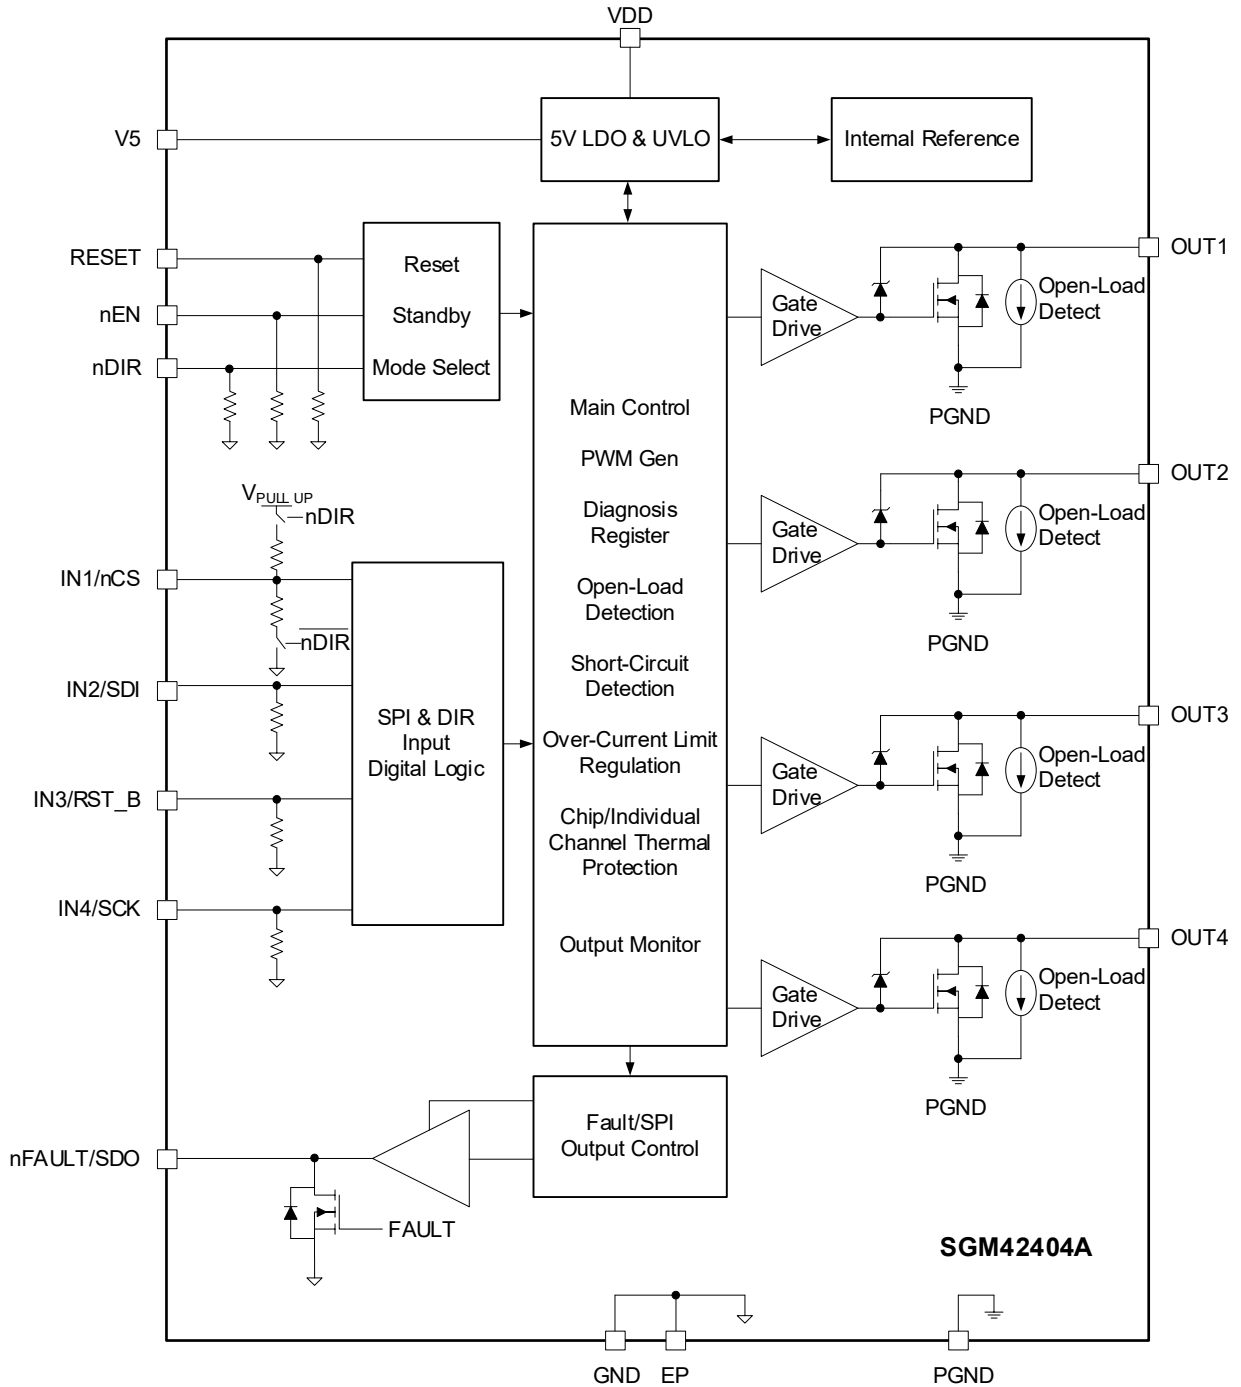 VDD
V5
5V LDO & UVLO
Internal Reference
RESET
nEN
nDIR
Reset
Standby
Mode Select
VPULL UP
nDIR
IN1/nCS
nDIR
IN2/SDI
IN3/RST_B
IN4/SCK
SPI & DIR
Input
Digital Logic
Main Control
PWM Gen
Diagnosis
Register
Open-Load
Detection
Short-Circuit
Detection
Over-Current Limit
Regulation
Chip/Individual
Channel Thermal
Protection
Output Monitor
Gate
Drive
Open-Load
Detect
PGND
OUT1
Gate
Drive
Open-Load
Detect
PGND
OUT2
Gate
Drive
Open-Load
Detect
PGND
OUT3
Gate
Drive
Open-Load
Detect
PGND
OUT4
Fault/SPI
Output Control
nFAULT/SDO
FAULT
SGM42404A
GND
EP
PGND